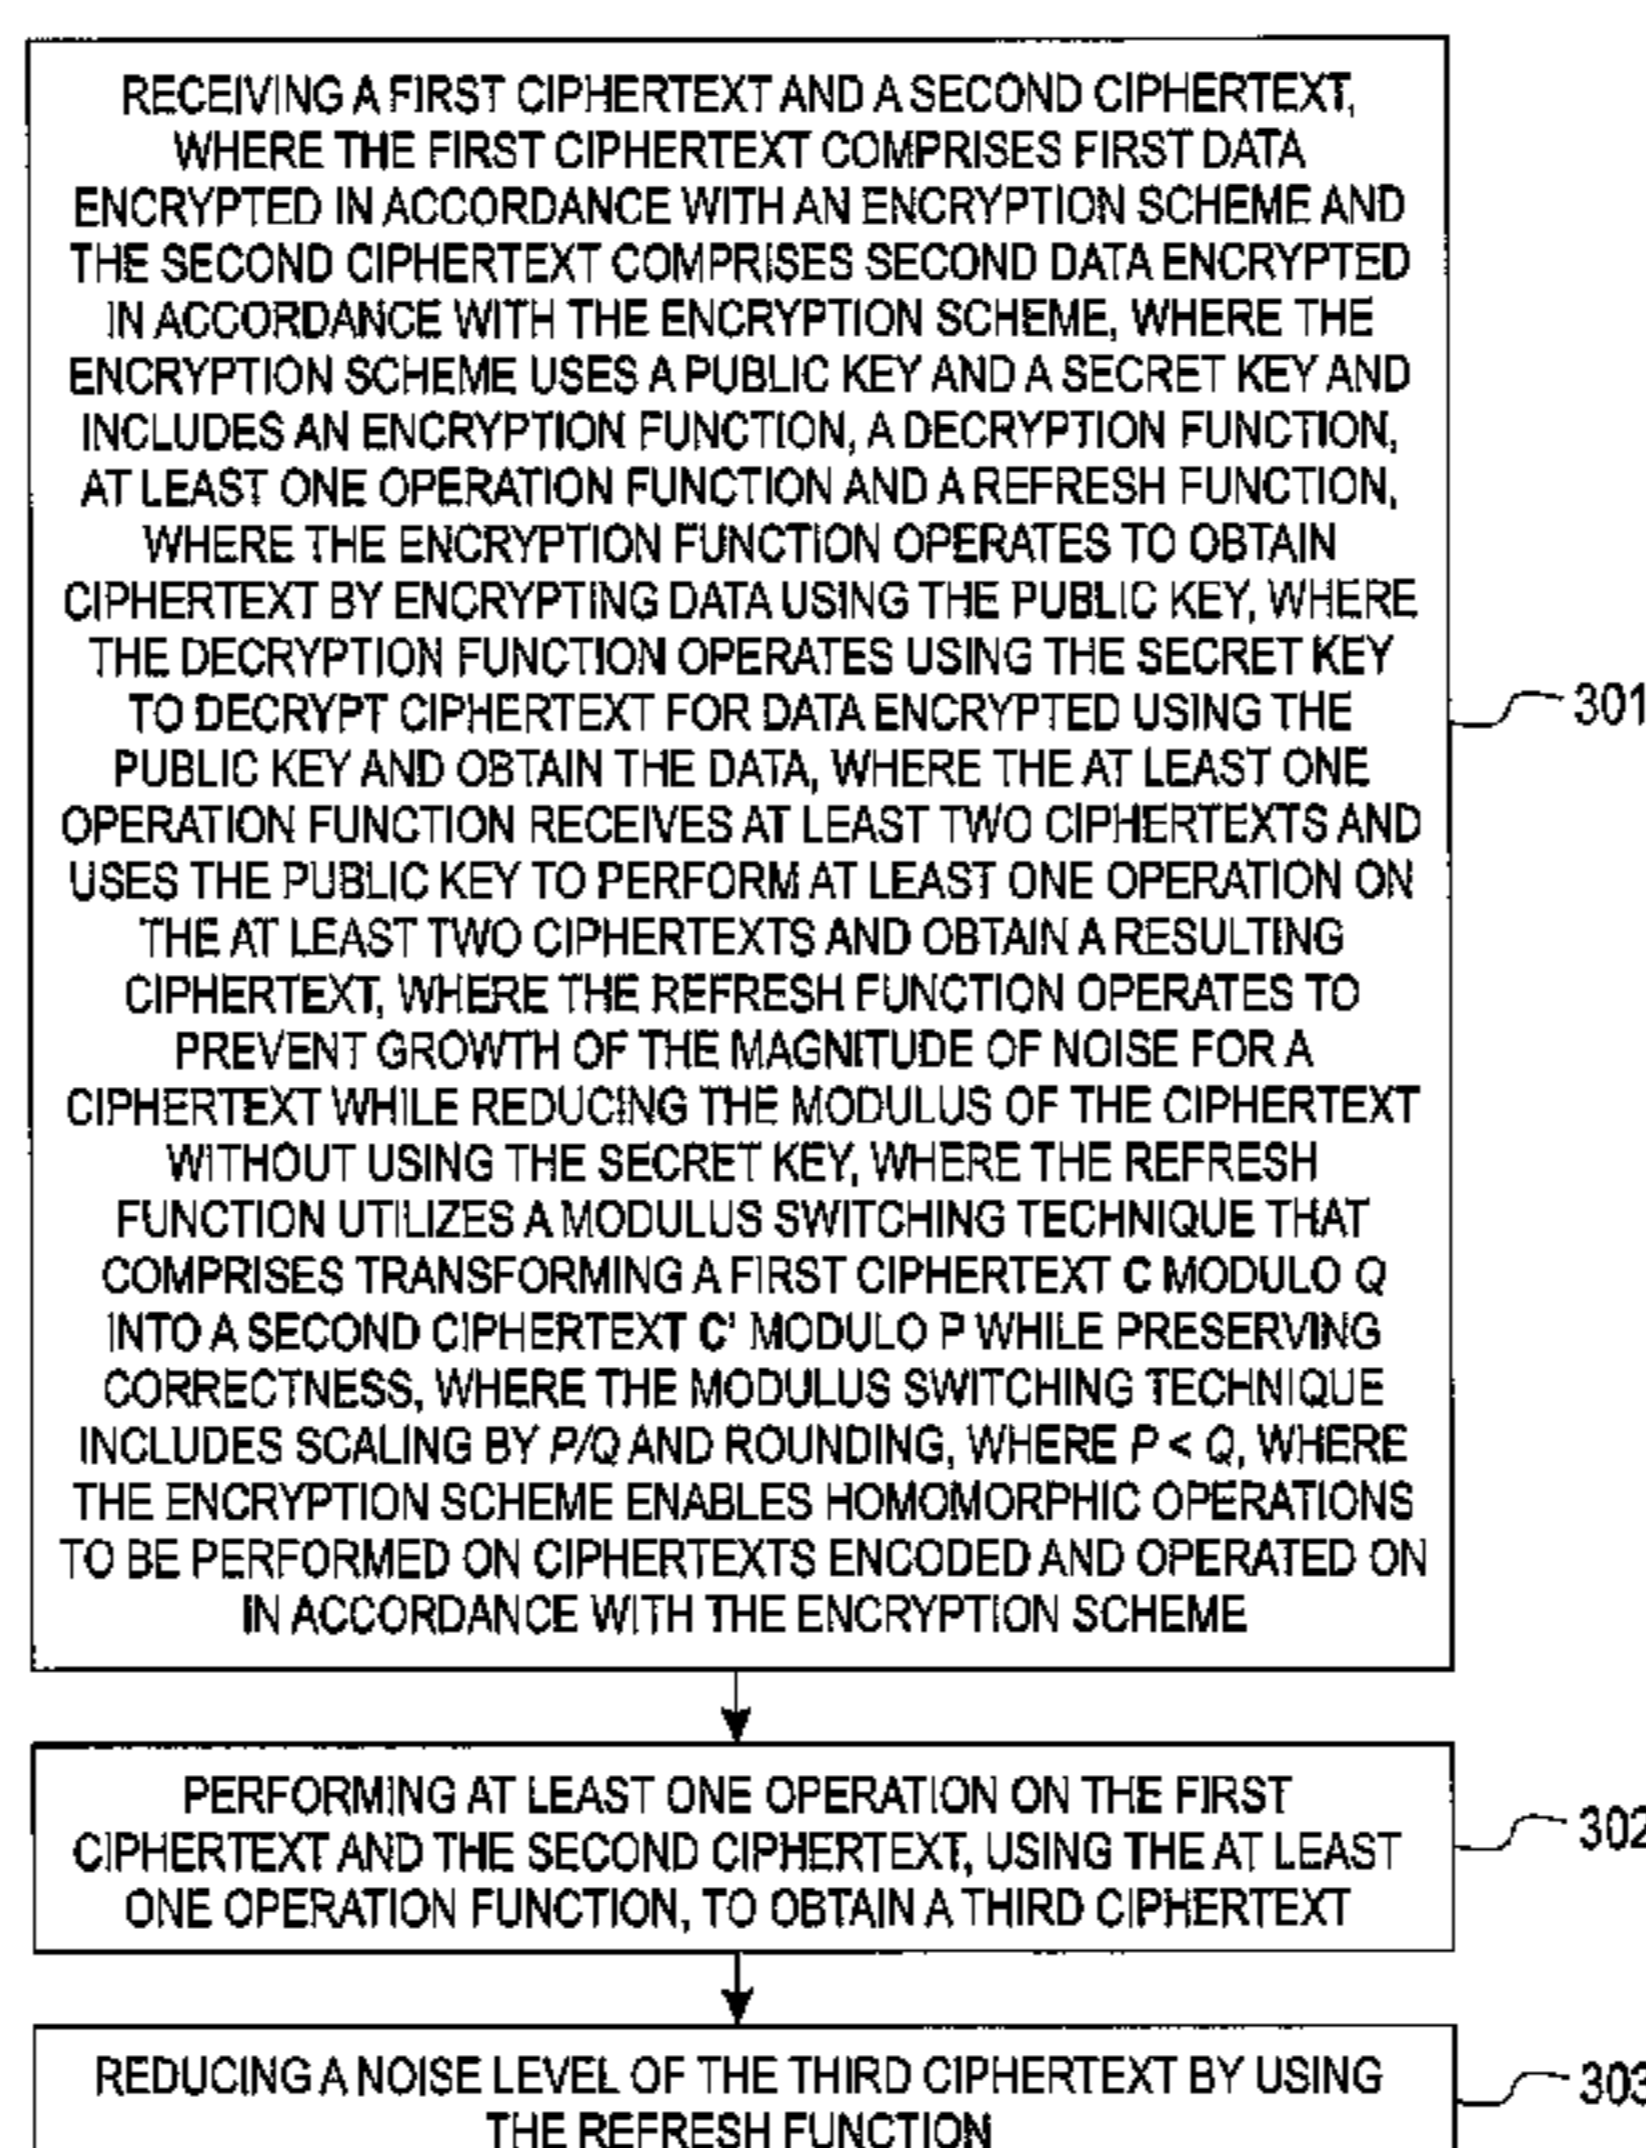 RECEIVING A FIRST CIPHERTEXT AND A SECOND CIPHERTEXT,
WHERE THE FIRST CIPHERTEXT COMPRISES FIRST DATA
ENCRYPTED IN ACCORDANCE WITH AN ENCRYPTION SCHEME AND
THE SECOND CIPHERTEXT COMPRISES SECOND DATA ENCRYPTED
IN ACCORDANCE WITH THE ENCRYPTION SCHEME, WHERE THE
ENCRYPTION SCHEME USES A PUBLIC KEY AND A SECRET KEY AND
INCLUDES AN ENCRYPTION FUNCTION, A DECRYPTION FUNCTION,
AT LEAST ONE OPERATION FUNCTION AND A REFRESH FUNCTION,
WHERE THE ENCRYPTION FUNCTION OPERATES TO OBTAIN
CIPHERTEXT BY ENCRYPTING DATA USING THE PUBLIC KEY, WHERE
THE DECRYPTION FUNCTION OPERATES USING THE SECRET KEY
TO DECRYPT CIPHERTEXT FOR DATA ENCRYPTED USING THE
PUBLIC KEY AND OBTAIN THE DATA, WHERE THE AT LEAST ONE
OPERATION FUNCTION RECEIVES AT LEAST TWO CIPHERTEXTS AND
USES THE PUBLIC KEY TO PERFORM AT LEAST ONE OPERATION ON
THE AT LEAST TWO CIPHERTEXTS AND OBTAIN A RESULTING
CIPHERTEXT, WHERE THE REFRESH FUNCTION OPERATES TO
PREVENT GROWTH OF THE MAGNITUDE OF NOISE FOR A
CIPHERTEXT WHILE REDUCING THE MODULUS OF THE CIPHERTEXT
WITHOUT USING THE SECRET KEY, WHERE THE REFRESH
FUNCTION UTILIZES A MODULUS SWITCHING TECHNIQUE THAT
COMPRISES TRANSFORMING A FIRST CIPHERTEXT C MODULO Q
INTO A SECOND CIPHERTEXT C' MODULO P WHILE PRESERVING
CORRECTNESS, WHERE THE MODULUS SWITCHING TECHNIQUE
INCLUDES SCALING BY P/Q AND ROUNDING, WHERE P < Q, WHERE
THE ENCRYPTION SCHEME ENABLES HOMOMORPHIC OPERATIONS
TO BE PERFORMED ON CIPHERTEXTS ENCODED AND OPERATED ON
IN ACCORDANCE WITH THE ENCRYPTION SCHEME
301
PERFORMING AT LEAST ONE OPERATION ON THE FIRST
CIPHERTEXT AND THE SECOND CIPHERTEXT, USING THE AT LEAST
ONE OPERATION FUNCTION, TO OBTAIN A THIRD CIPHERTEXT
302
REDUCING A NOISE LEVEL OF THE THIRD CIPHERTEXT BY USING
THE REFRESH FUNCTION
303